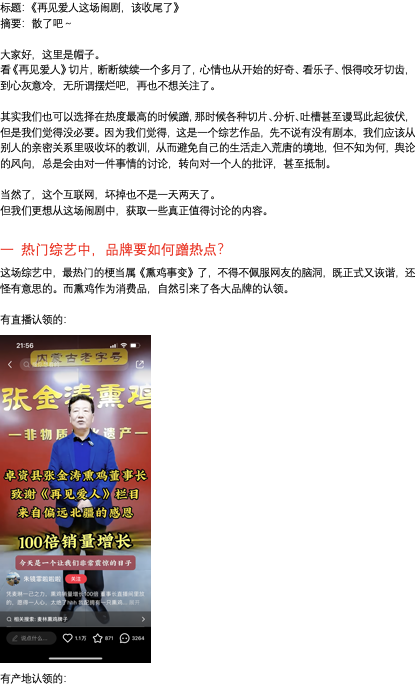 标题：《再见爱人这场闹剧，该收尾了》
摘要：散了吧～
大家好，这里是帽子。
看《再见爱人》切片，断断续续一个多月了，心情也从开始的好奇、看乐子、恨得咬牙切齿，
到心灰意冷，无所谓摆烂吧，再也不想关注了。
其实我们也可以选择在热度最高的时候蹭，那时候各种切片、分析、吐槽甚至谩骂此起彼伏，
但是我们觉得没必要。因为我们觉得，这是一个综艺作品，先不说有没有剧本，我们应该从
别人的亲密关系里吸收坏的教训，从而避免自己的生活走入荒唐的境地，但不知为何，舆论
的风向，总是会由对一件事情的讨论，转向对一个人的批评，甚至抵制。
当然了，这个互联网，坏掉也不是一天两天了。
但我们更想从这场闹剧中，获取一些真正值得讨论的内容。
一 热门综艺中，品牌要如何蹭热点？
这场综艺中，最热门的梗当属《熏鸡事变》了，不得不佩服网友的脑洞，既正式又诙谐，还
怪有意思的。而熏鸡作为消费品，自然引来了各大品牌的认领。
有直播认领的：
21:56
内蒙古老字号
张金涛熏鸡
一非物质 化遗产一
卓资县张金涛熏鸡董事长
致谢《再见爱人》栏目
来自偏远北疆的感恩
100倍销量增长
今天是一个让我们非常震惊的日子
关注
相关搜索：麦林熏鸡牌子
1.1万
871
3264
有产地认领的：